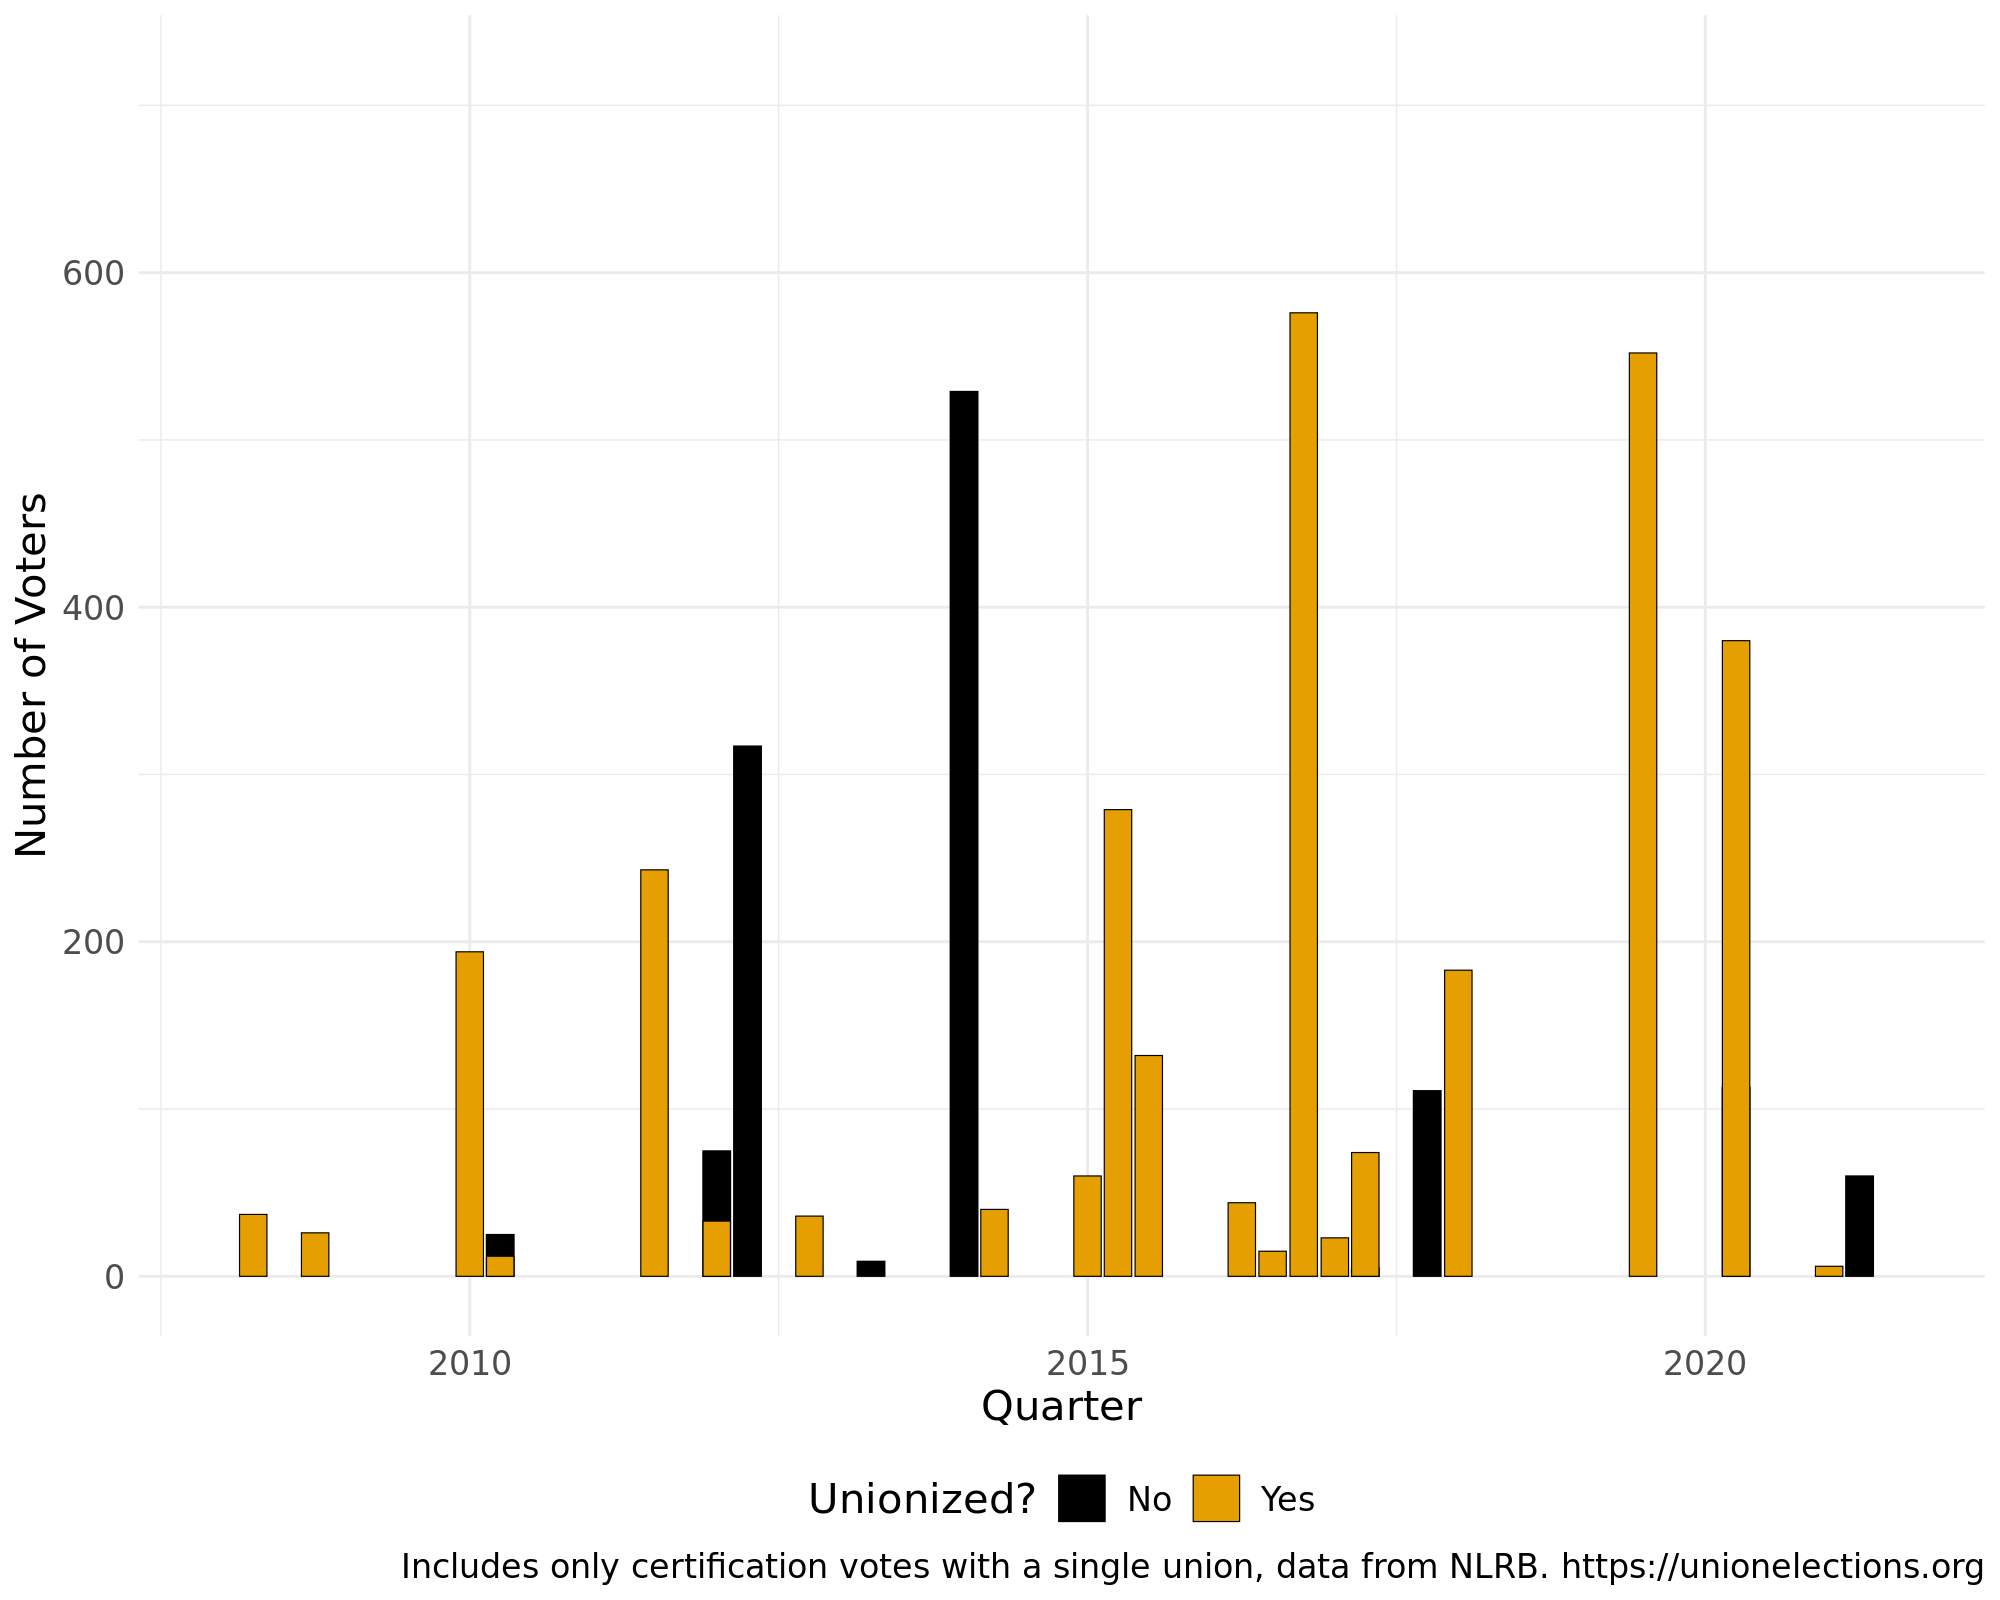 Number of Voters
600
400
200
0
2010 2015 2020
Quarter
Unionized? No Yes
Includes only certification votes with a single union, data from NLRB. https://unionelections.org